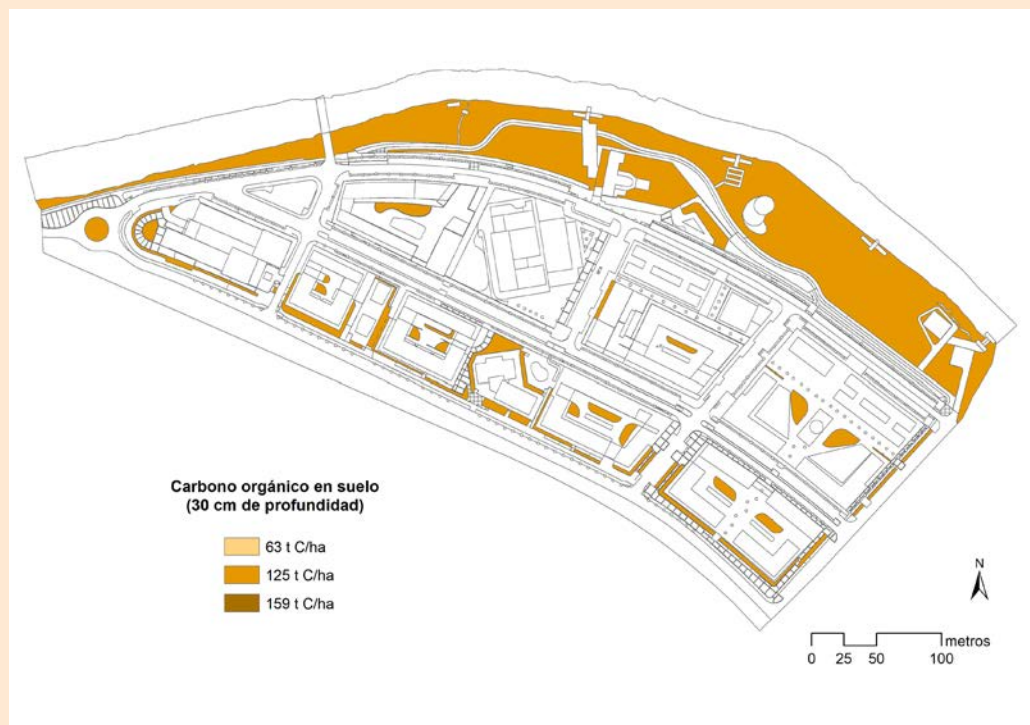 Carbono orgánico en suelo
(30 cm de profundidad)
63 t C/ha
125 t C/ha
159 t C/ha
N
metros
0 25 50 100